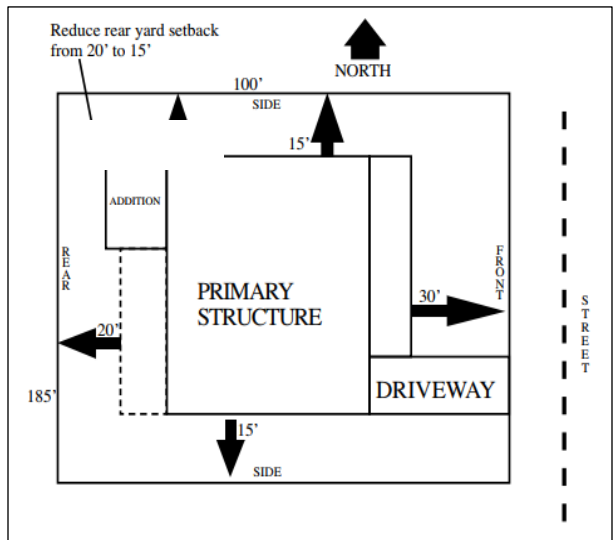 Reduce rear yard setback
from 20' to 15'
NORTH
100'
SIDE
15'
ADDITION
REAR
FRONT
PRIMARY
STRUCTURE
30'
STREET
20'
DRIVEWAY
185'
15'
SIDE